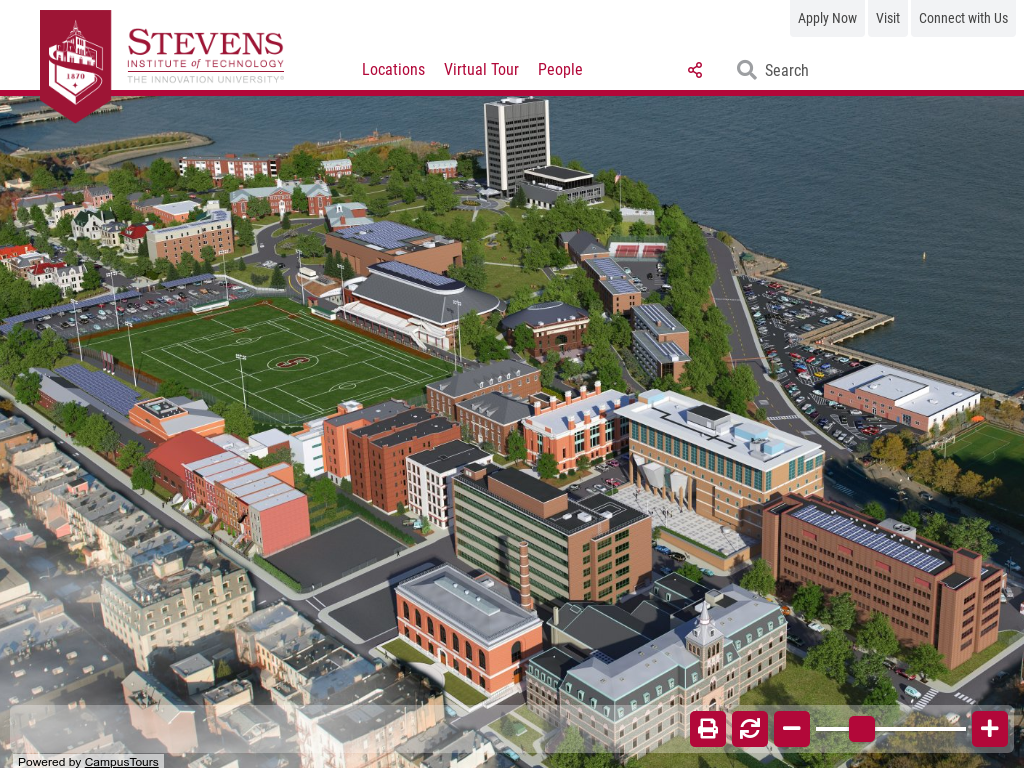 Apply Now
Visit
Connect with Us
STEVENS
INSTITUTE of TECHNOLOGY
THE INNOVATION UNIVERSITY®
1870
Locations
Virtual Tour
People
Search
Powered by CampusTours